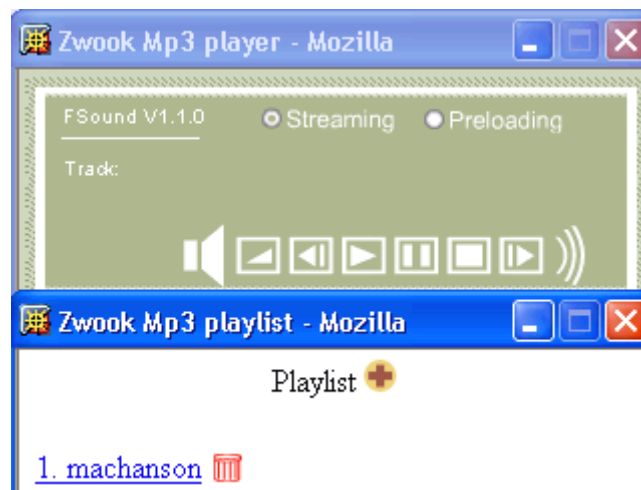 Zwook Mp3 player - Mozilla
FSound V1.1.0 Streaming Preloading
Track:
Zwook Mp3 playlist - Mozilla
Playlist
1. machanson